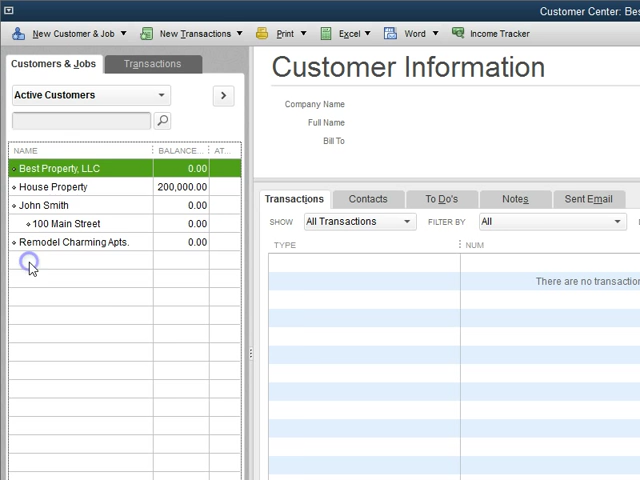 Customer Center: Bes
New Customer & Job New Transactions Print Excel Word Income Tracker
Customers & Jobs Transactions
Active Customers
NAME BALANCE... AT...
Best Property, LLC 0.00
House Property 200,000.00
John Smith 0.00
100 Main Street 0.00
Remodel Charming Apts. 0.00
Customer Information
Company Name
Full Name
Bill To
Transactions Contacts To Do's Notes Sent Email
SHOW All Transactions FILTER BY All
TYPE NUM
There are no transaction